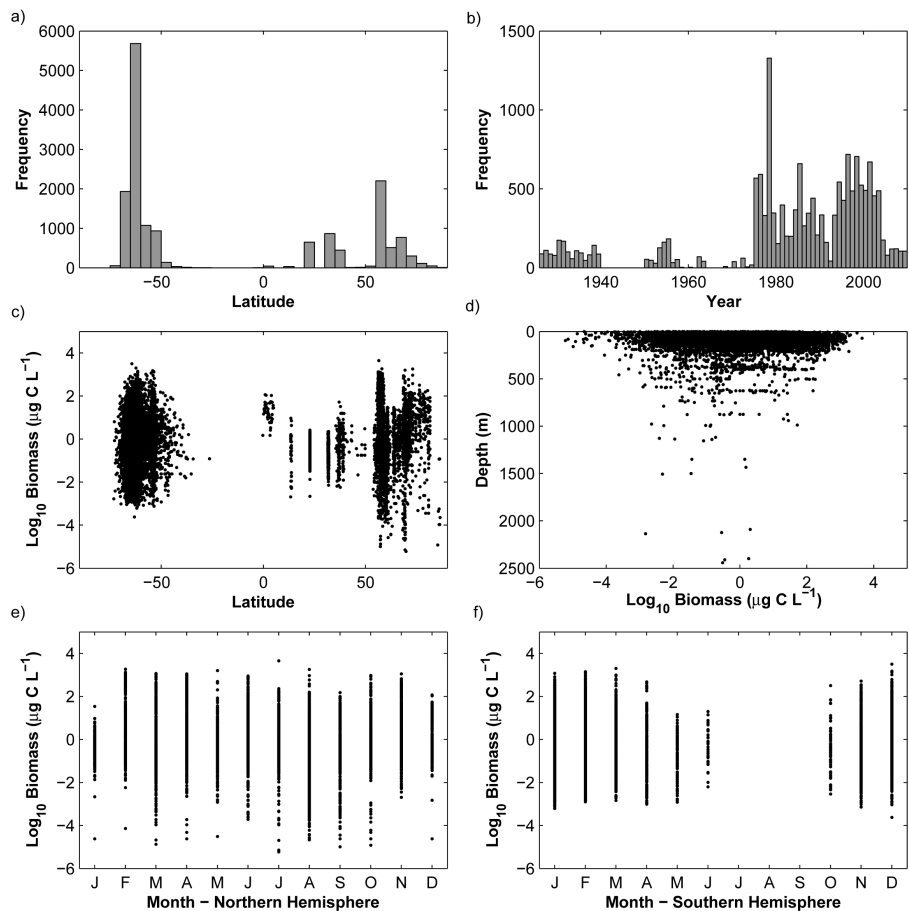 a)
6000
5000
4000
3000
2000
1000
0
Frequency
−50 0 50
Latitude
b)
1500
1000
500
0
Frequency
1940 1960 1980 2000
Year
c)
4
2
0
−2
−4
−6
Log10 Biomass (μg C L−1)
−50 0 50
Latitude
d)
0
500
1000
1500
2000
2500
Depth (m)
−6 −4 −2 0 2 4
Log10 Biomass (μg C L−1)
e)
4
2
0
−2
−4
−6
Log10 Biomass (μg C L−1)
J F M A M J J A S O N D
Month − Northern Hemisphere
f)
4
2
0
−2
−4
−6
Log10 Biomass (μg C L−1)
J F M A M J J A S O N D
Month − Southern Hemisphere